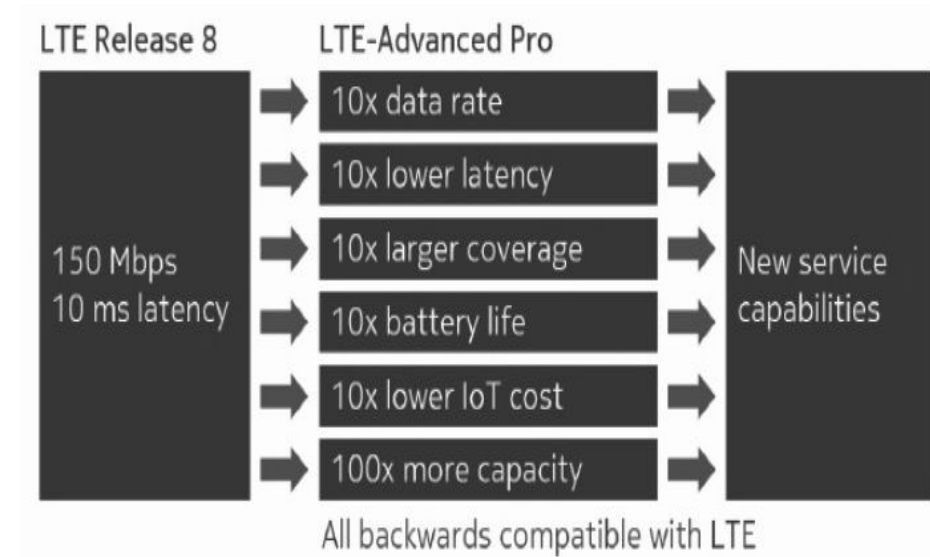 LTE Release 8
LTE-Advanced Pro
150 Mbps
10 ms latency
10x data rate
10x lower latency
10x larger coverage
10x battery life
10x lower IoT cost
100x more capacity
New service
capabilities
All backwards compatible with LTE